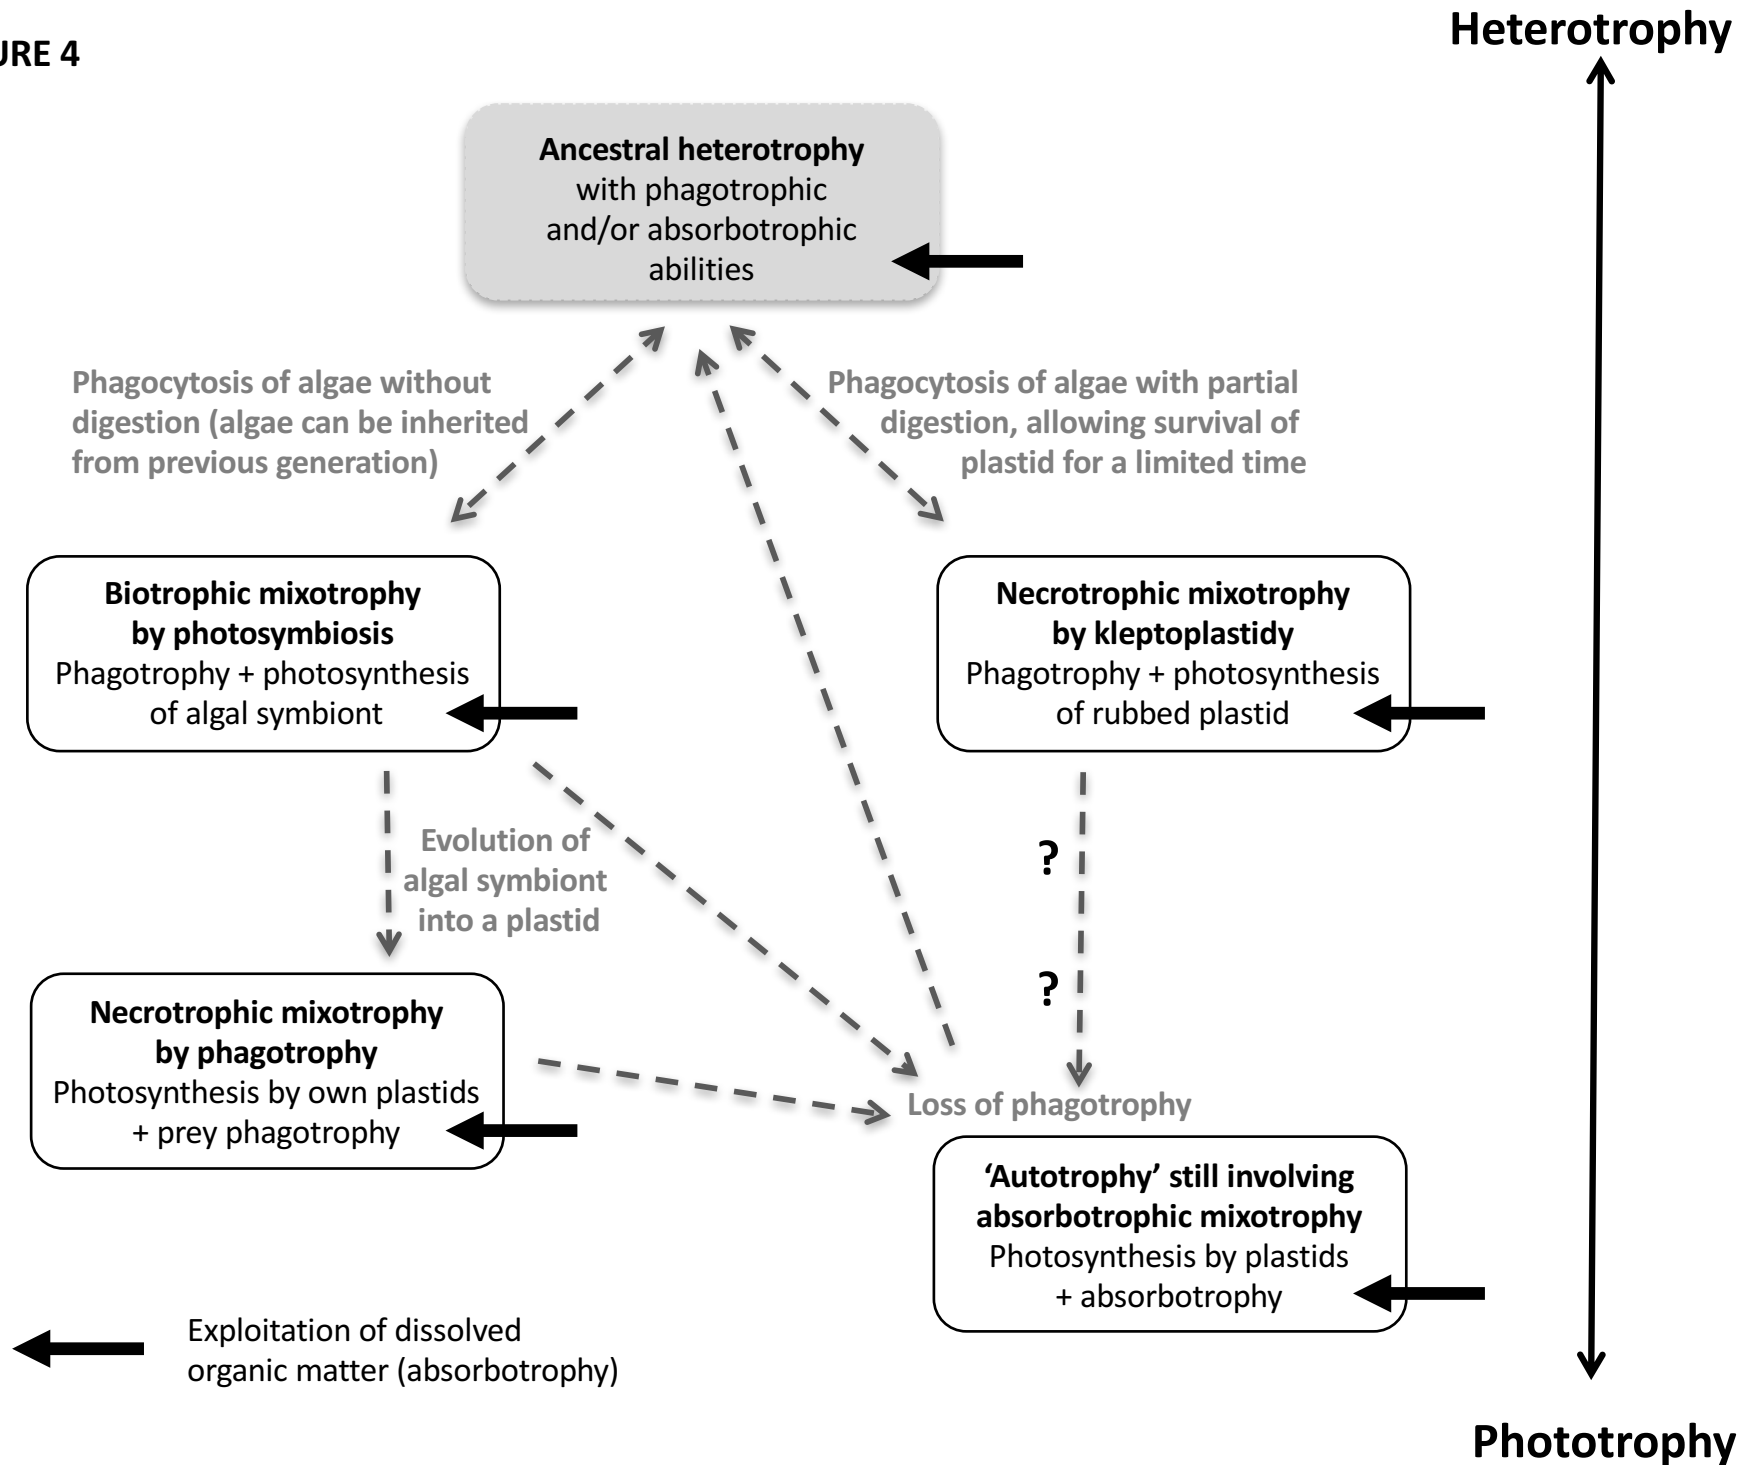 URE 4
Heterotrophy
Ancestral heterotrophy
with phagotrophic
and/or absorbotrophic
abilities
Phagocytosis of algae without
digestion (algae can be inherited
from previous generation)
Phagocytosis of algae with partial
digestion, allowing survival of
plastid for a limited time
Biotrophic mixotrophy
by photosymbiosis
Phagotrophy + photosynthesis
of algal symbiont
Necrotrophic mixotrophy
by kleptoplastidy
Phagotrophy + photosynthesis
of rubbed plastid
Evolution of
algal symbiont
into a plastid
?
?
Necrotrophic mixotrophy
by phagotrophy
Photosynthesis by own plastids
+ prey phagotrophy
Loss of phagotrophy
‘Autotrophy’ still involving
absorbotrophic mixotrophy
Photosynthesis by plastids
+ absorbotrophy
Exploitation of dissolved
organic matter (absorbotrophy)
Phototrophy